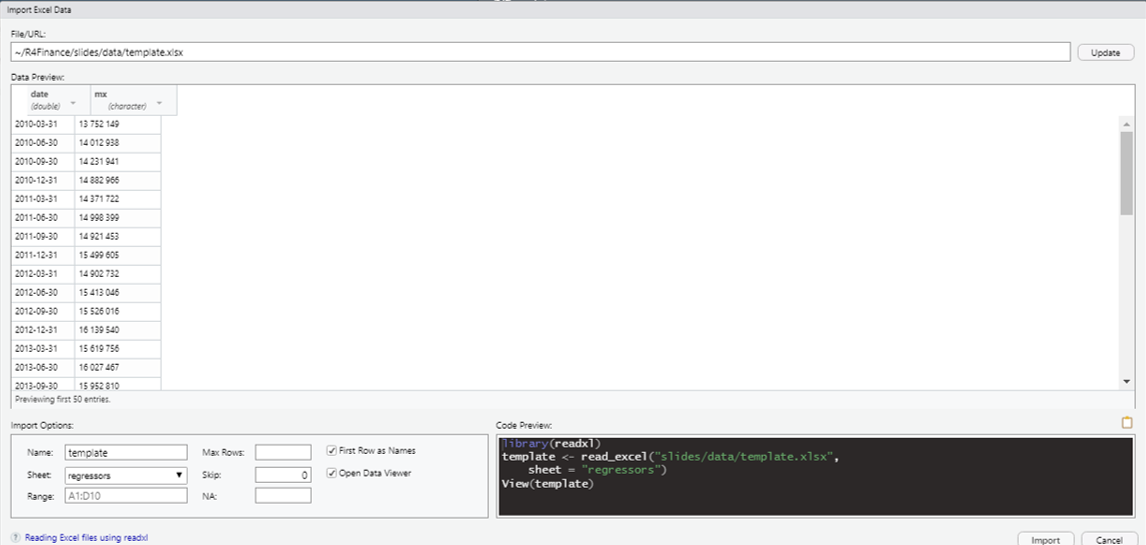 Import Excel Data
File/URL:
~/R4Finance/slides/data/template.xlsx Update
Data Preview:
date mx
(double) (character)
2010-03-31 13 752 149
2010-06-30 14 012 938
2010-09-30 14 231 941
2010-12-31 14 882 966
2011-03-31 14 371 722
2011-06-30 14 998 399
2011-09-30 14 921 453
2011-12-31 15 499 605
2012-03-31 14 902 732
2012-06-30 15 413 046
2012-09-30 15 526 016
2012-12-31 16 139 540
2013-03-31 15 619 756
2013-06-30 16 027 467
2013-09-30 15 952 810
Previewing first 50 entries.
Import Options:
Name: template Max Rows: First Row as Names
Sheet: regressors Skip: 0 Open Data Viewer
Range: A1:D10 NA:
Code Preview:
library(readxl)
template <- read_excel("slides/data/template.xlsx",
sheet = "regressors")
View(template)
? Reading Excel files using readxl Import Cancel